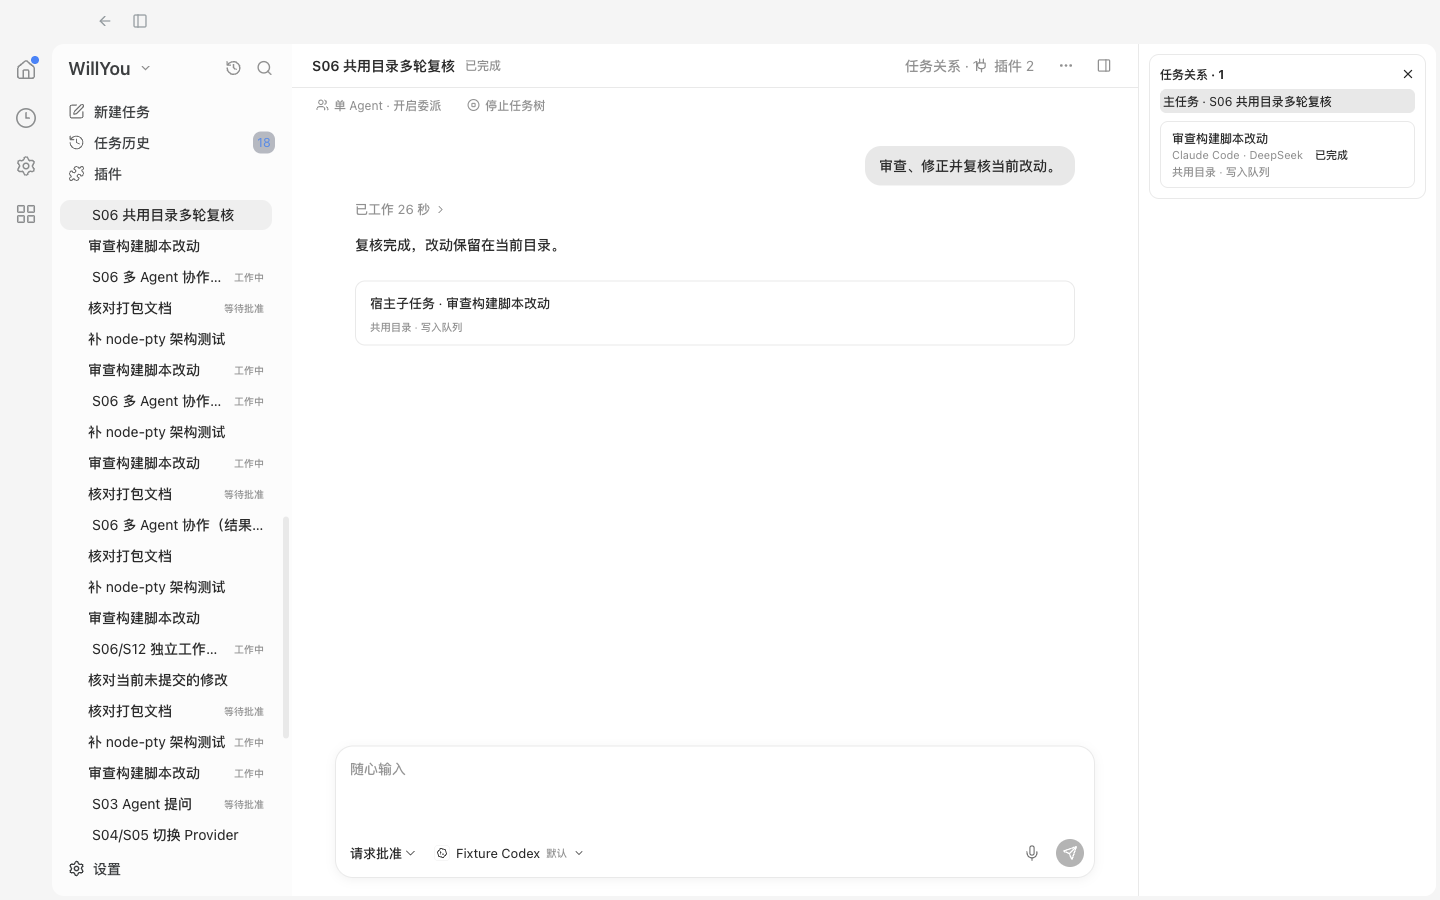 WillYou
新建任务
任务历史 18
插件
S06 共用目录多轮复核
审查构建脚本改动
S06 多 Agent 协作... 工作中
核对打包文档 等待批准
补 node-pty 架构测试
审查构建脚本改动 工作中
S06 多 Agent 协作... 工作中
补 node-pty 架构测试
审查构建脚本改动 工作中
核对打包文档 等待批准
S06 多 Agent 协作（结果...
核对打包文档
补 node-pty 架构测试
审查构建脚本改动
S06/S12 独立工作... 工作中
核对当前未提交的修改
核对打包文档 等待批准
补 node-pty 架构测试 工作中
审查构建脚本改动 工作中
S03 Agent 提问 等待批准
S04/S05 切换 Provider
设置
S06 共用目录多轮复核 已完成
任务关系 · 插件 2
单 Agent · 开启委派 停止任务树
审查、修正并复核当前改动。
已工作 26 秒
复核完成，改动保留在当前目录。
宿主子任务 · 审查构建脚本改动
共用目录 · 写入队列
随心输入
请求批准 Fixture Codex 默认
任务关系 · 1
主任务 · S06 共用目录多轮复核
审查构建脚本改动
Claude Code · DeepSeek 已完成
共用目录 · 写入队列